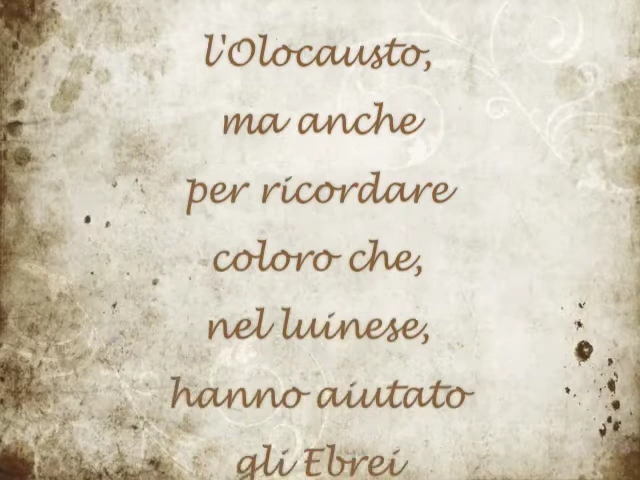 l'Olocausto,
ma anche
per ricordare
coloro che,
nel luinese,
hanno aiutato
gli Ebrei